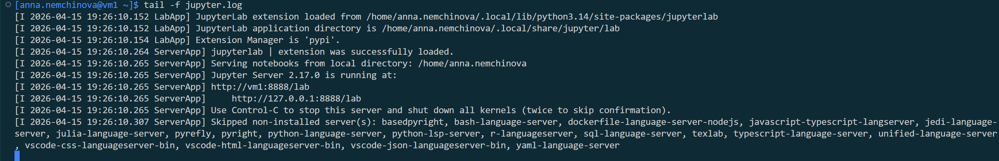 [anna.nemchinova@vm1 ~]$ tail -f jupyter.log
[I 2026-04-15 19:26:10.152 LabApp] JupyterLab extension loaded from /home/anna.nemchinova/.local/lib/python3.14/site-packages/jupyterlab
[I 2026-04-15 19:26:10.152 LabApp] JupyterLab application directory is /home/anna.nemchinova/.local/share/jupyter/lab
[I 2026-04-15 19:26:10.154 LabApp] Extension Manager is 'pypi'.
[I 2026-04-15 19:26:10.264 ServerApp] jupyterlab | extension was successfully loaded.
[I 2026-04-15 19:26:10.265 ServerApp] Serving notebooks from local directory: /home/anna.nemchinova
[I 2026-04-15 19:26:10.265 ServerApp] Jupyter Server 2.17.0 is running at:
[I 2026-04-15 19:26:10.265 ServerApp] http://vm1:8888/lab
[I 2026-04-15 19:26:10.265 ServerApp]     http://127.0.0.1:8888/lab
[I 2026-04-15 19:26:10.265 ServerApp] Use Control-C to stop this server and shut down all kernels (twice to skip confirmation).
[I 2026-04-15 19:26:10.307 ServerApp] Skipped non-installed server(s): basedpyright, bash-language-server, dockerfile-language-server-nodejs, javascript-typescript-langserver, jedi-language-
server, julia-language-server, pyrefly, pyright, python-language-server, python-lsp-server, r-languageserver, sql-language-server, texlab, typescript-language-server, unified-language-server
, vscode-css-languageserver-bin, vscode-html-languageserver-bin, vscode-json-languageserver-bin, yaml-language-server